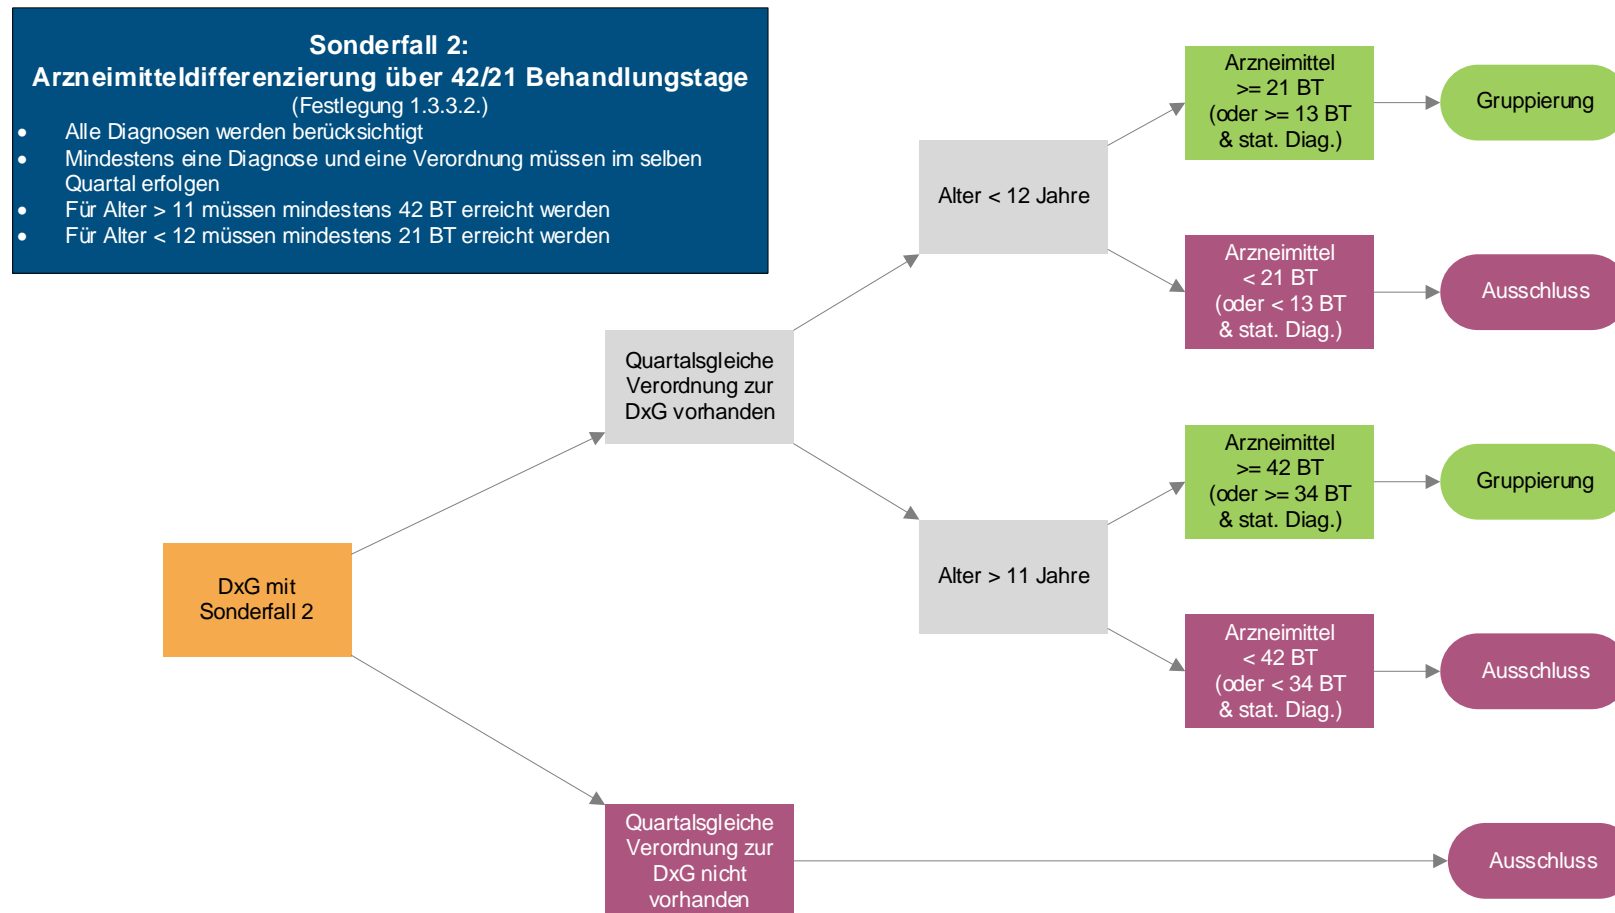 Sonderfall 2:
Arzneimitteldifferenzierung über 42/21 Behandlungstage
(Festlegung 1.3.3.2.)
• Alle Diagnosen werden berücksichtigt
• Mindestens eine Diagnose und eine Verordnung müssen im selben
Quartal erfolgen
• Für Alter > 11 müssen mindestens 42 BT erreicht werden
• Für Alter < 12 müssen mindestens 21 BT erreicht werden
DxG mit
Sonderfall 2
Quartalsgleiche
Verordnung zur
DxG vorhanden
Alter < 12 Jahre
Arzneimittel
>= 21 BT
(oder >= 13 BT
& stat. Diag.)
Gruppierung
Arzneimittel
< 21 BT
(oder < 13 BT
& stat. Diag.)
Ausschluss
Alter > 11 Jahre
Arzneimittel
>= 42 BT
(oder >= 34 BT
& stat. Diag.)
Gruppierung
Arzneimittel
< 42 BT
(oder < 34 BT
& stat. Diag.)
Ausschluss
Quartalsgleiche
Verordnung zur
DxG nicht
vorhanden
Ausschluss